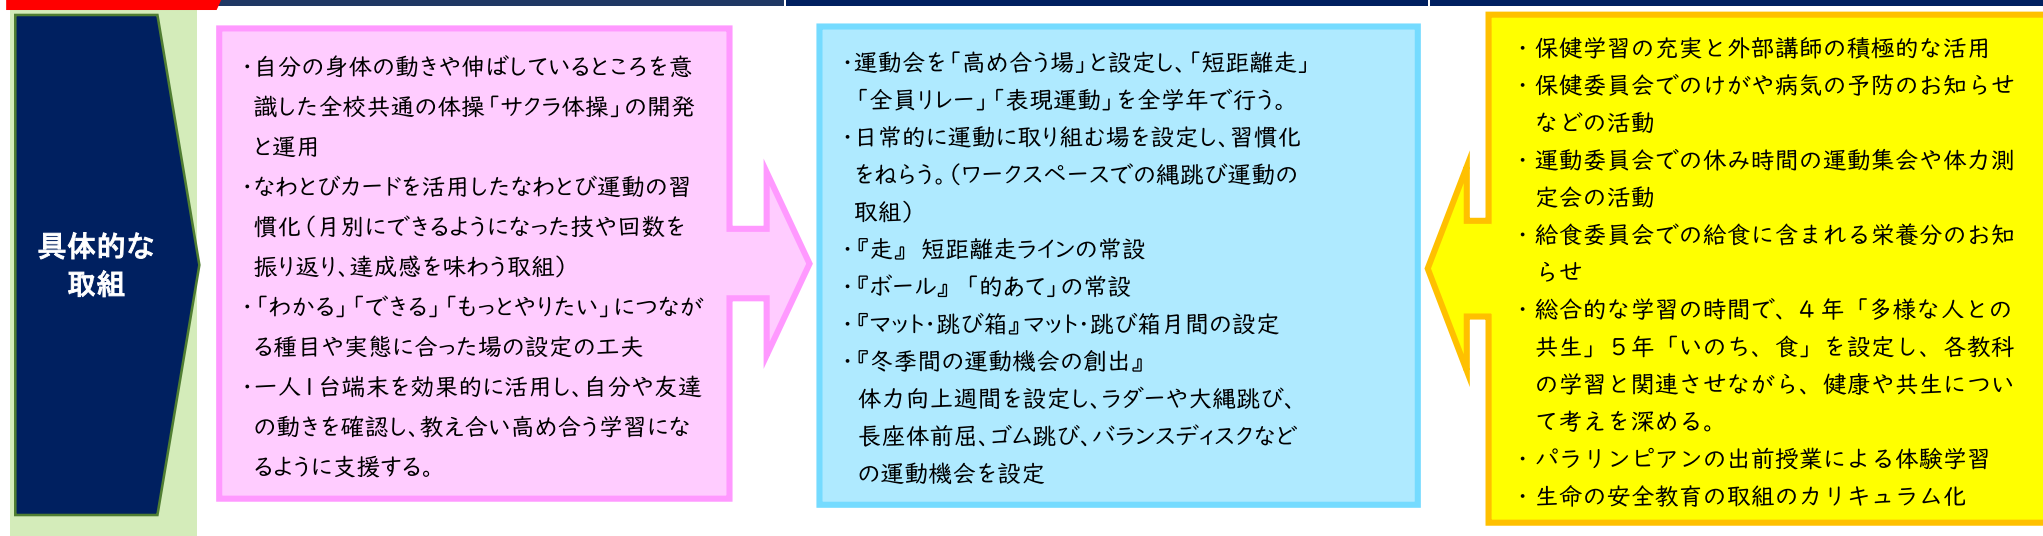 具体的な
取組
・自分の身体の動きや伸ばしているところを意
識した全校共通の体操「サクラ体操」の開発
と運用
・なわとびカードを活用したなわとび運動の習
慣化（月別にできるようになった技や回数を
振り返り、達成感を味わう取組）
・「わかる」「できる」「もっとやりたい」につなが
る種目や実態に合った場の設定の工夫
・一人1台端末を効果的に活用し、自分や友達
の動きを確認し、教え合い高め合う学習にな
るように支援する。
・運動会を「高め合う場」と設定し、「短距離走」
「全員リレー」「表現運動」を全学年で行う。
・日常的に運動に取り組む場を設定し、習慣化
をねらう。（ワークスペースでの縄跳び運動の
取組）
・『走』 短距離走ラインの常設
・『ボール』 「的あて」の常設
・『マット・跳び箱』マット・跳び箱月間の設定
・『冬季間の運動機会の創出』
体力向上週間を設定し、ラダーや大縄跳び、
長座体前屈、ゴム跳び、バランスディスクなど
の運動機会を設定
・保健学習の充実と外部講師の積極的な活用
・保健委員会でのけがや病気の予防のお知らせ
などの活動
・運動委員会での休み時間の運動集会や体力測
定会の活動
・給食委員会での給食に含まれる栄養分のお知
らせ
・総合的な学習の時間で、４年「多様な人との
共生」５年「いのち、食」を設定し、各教科
の学習と関連させながら、健康や共生につい
て考えを深める。
・パラリンピアンの出前授業による体験学習
・生命の安全教育の取組のカリキュラム化